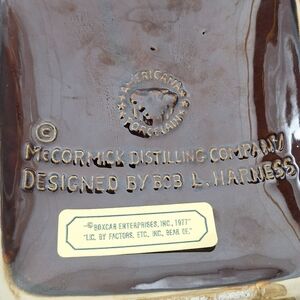 AMERICANA
PORCELAIN
©
McCORMICK DISTILLING COMPANY
DESIGNED BY BOB L. HARNESS
"© BOXCAR ENTERPRISES, INC., 1977"
"LIC. BY FACTORS, ETC., INC., BEAR, DE."